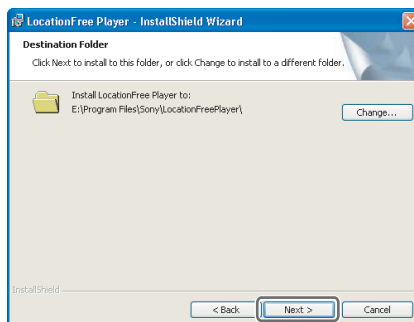 LocationFree Player - InstallShield Wizard
Destination Folder
Click Next to install to this folder, or click Change to install to a different folder.
Install LocationFree Player to:
E:\Program Files\Sony\LocationFreePlayer\
Change...
InstallShield
< Back
Next >
Cancel